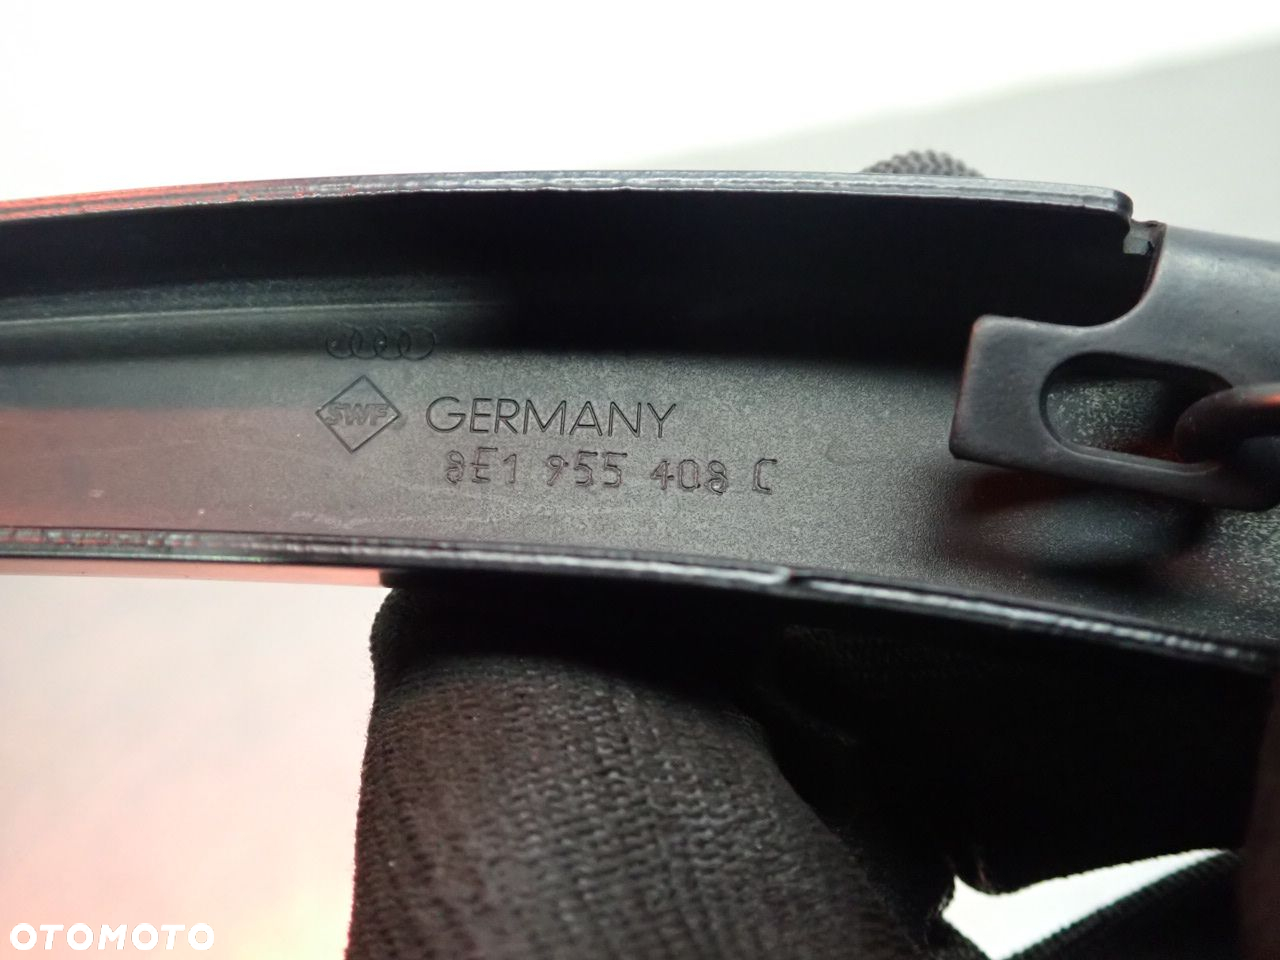 SWF GERMANY
8E1 955 408 C
OTOMOTO